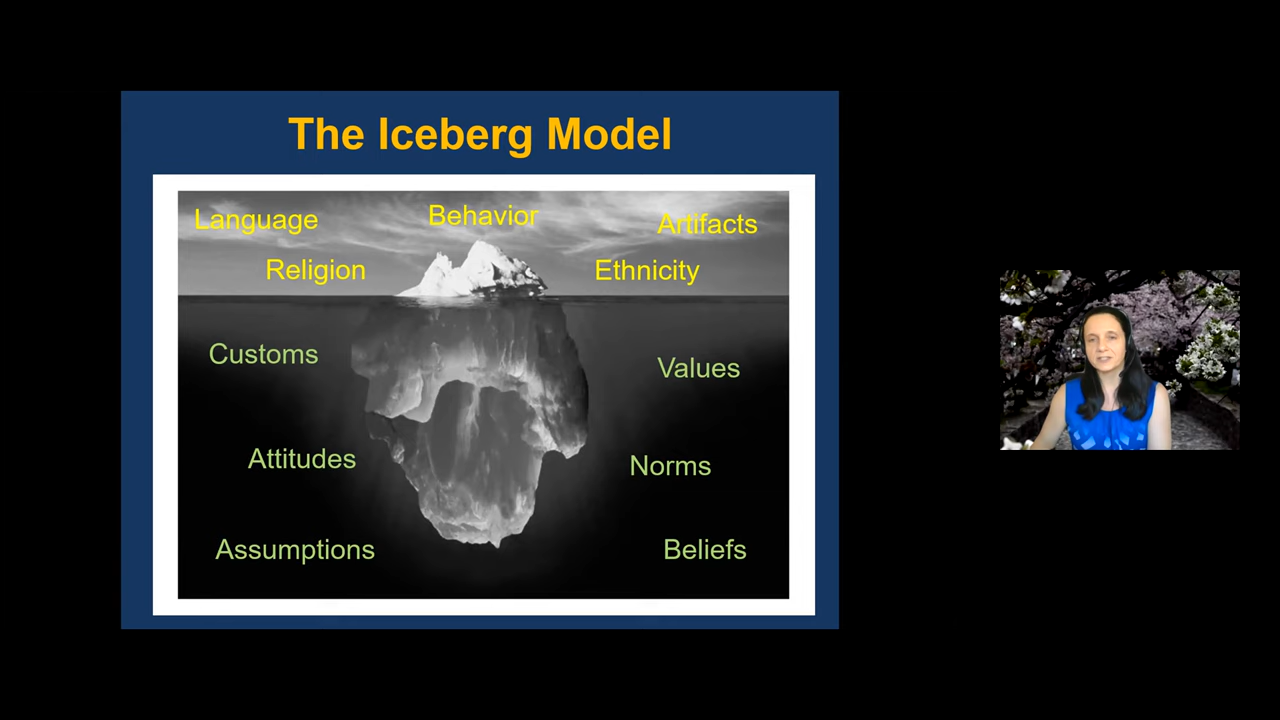 The Iceberg Model
Language
Behavior
Artifacts
Religion
Ethnicity
Customs
Values
Attitudes
Norms
Assumptions
Beliefs